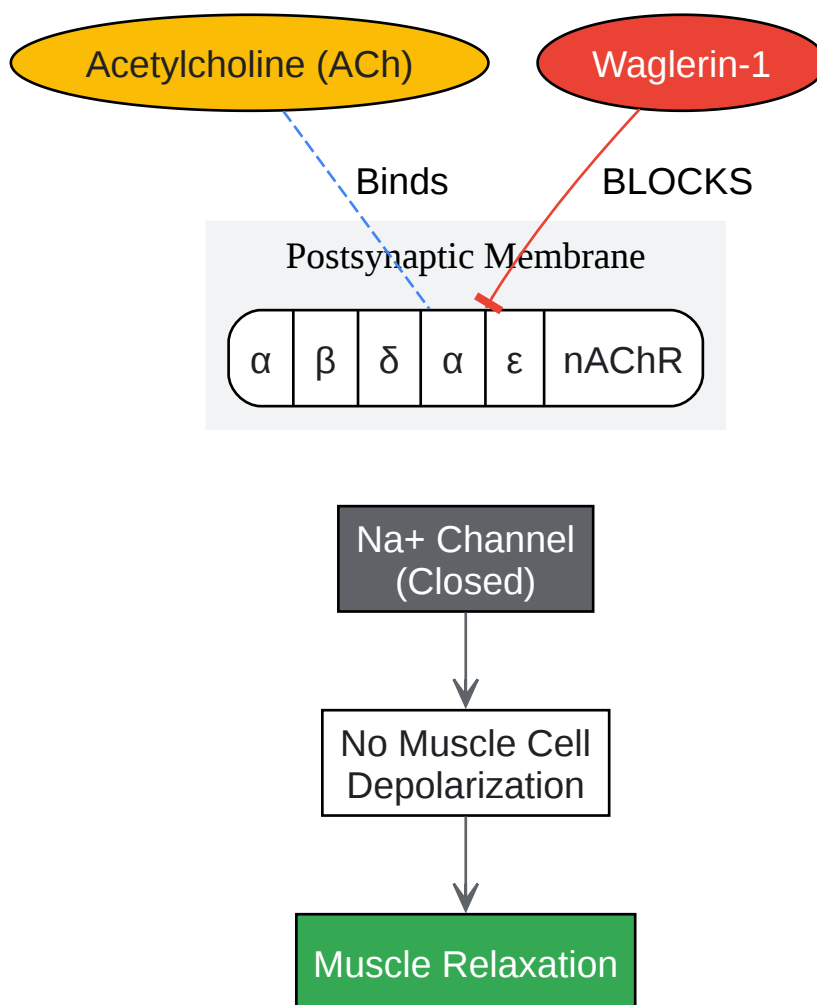 Acetylcholine (ACh)
Waglerin-1
Binds
BLOCKS
Postsynaptic Membrane
α β δ α ε nAChR
Na+ Channel
(Closed)
No Muscle Cell
Depolarization
Muscle Relaxation